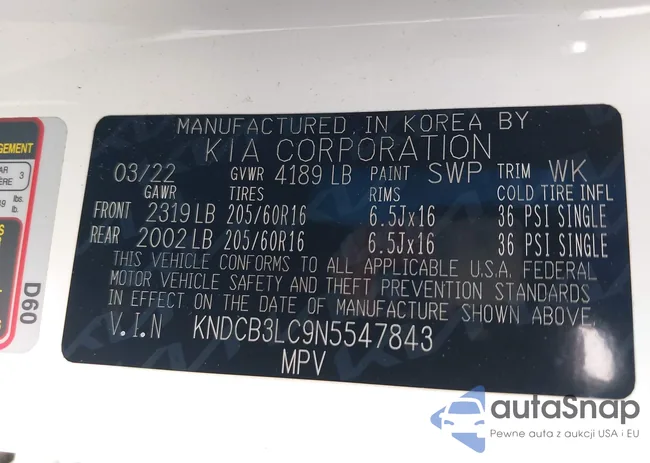 MANUFACTURED IN KOREA BY
KIA CORPORATION
03/22 GVWR 4189 LB PAINT SWP TRIM WK
GAWR TIRES RIMS COLD TIRE INFL
FRONT 2319 LB 205/60R16 6.5Jx16 36 PSI SINGLE
REAR 2002 LB 205/60R16 6.5Jx16 36 PSI SINGLE
THIS VEHICLE CONFORMS TO ALL APPLICABLE U.S.A. FEDERAL
MOTOR VEHICLE SAFETY AND THEFT PREVENTION STANDARDS
IN EFFECT ON THE DATE OF MANUFACTURE SHOWN ABOVE.
V.I.N KNDCB3LC9N5547843
MPV
D60
autaSnap
Pewne auta z aukcji USA i EU